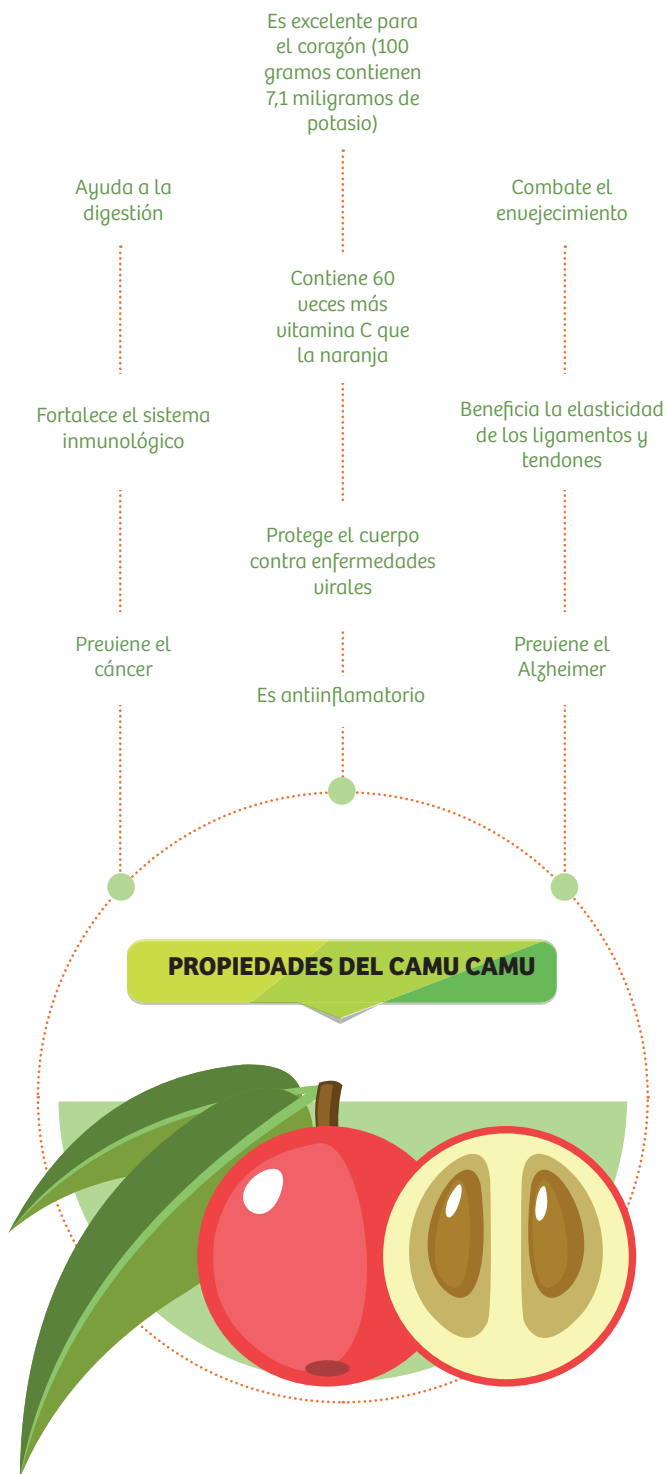 Es excelente para
el corazón (100
gramos contienen
7,1 miligramos de
potasio)
Ayuda a la
digestión
Combate el
envejecimiento
Contiene 60
veces más
vitamina C que
la naranja
Fortalece el sistema
inmunológico
Beneficia la elasticidad
de los ligamentos y
tendones
Protege el cuerpo
contra enfermedades
virales
Previene el
cáncer
Previene el
Alzheimer
Es antiinflamatorio
PROPIEDADES DEL CAMU CAMU